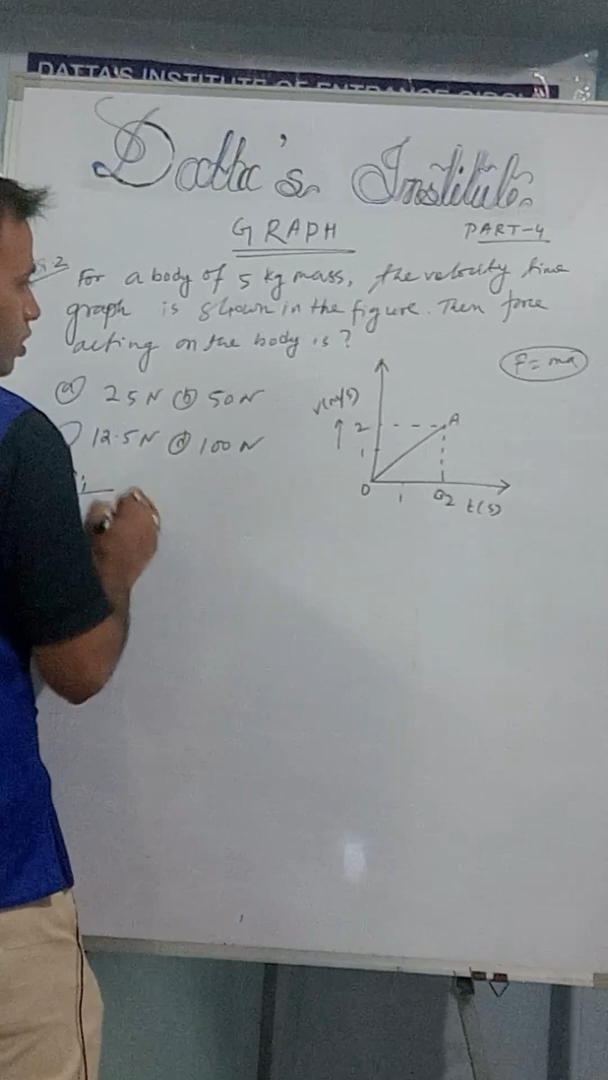 DATTA'S INSTITUTE OF ENTRANCE
Datta's Institute
GRAPH PART-4
For a body of 5 kg mass, the velocity time
graph is shown in the figure. Then force
acting on the body is?
F = ma
(a) 25N (b) 50N
v(m/s)
12.5N (d) 100N
2 A
1
0 1 2 t(s)